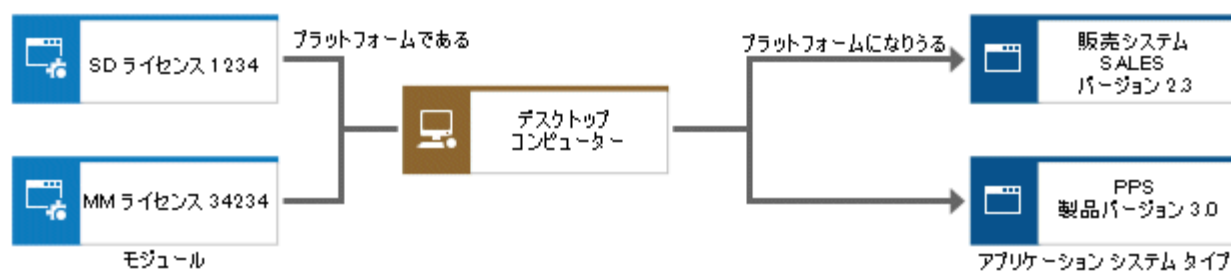 SD ライセンス 1234
プラットフォームである
MM ライセンス 34234
モジュール
デスクトップ
コンピューター
プラットフォームになりうる
販売システム
SALES
バージョン 2.3
PPS
製品バージョン 3.0
アプリケーション システム タイプ